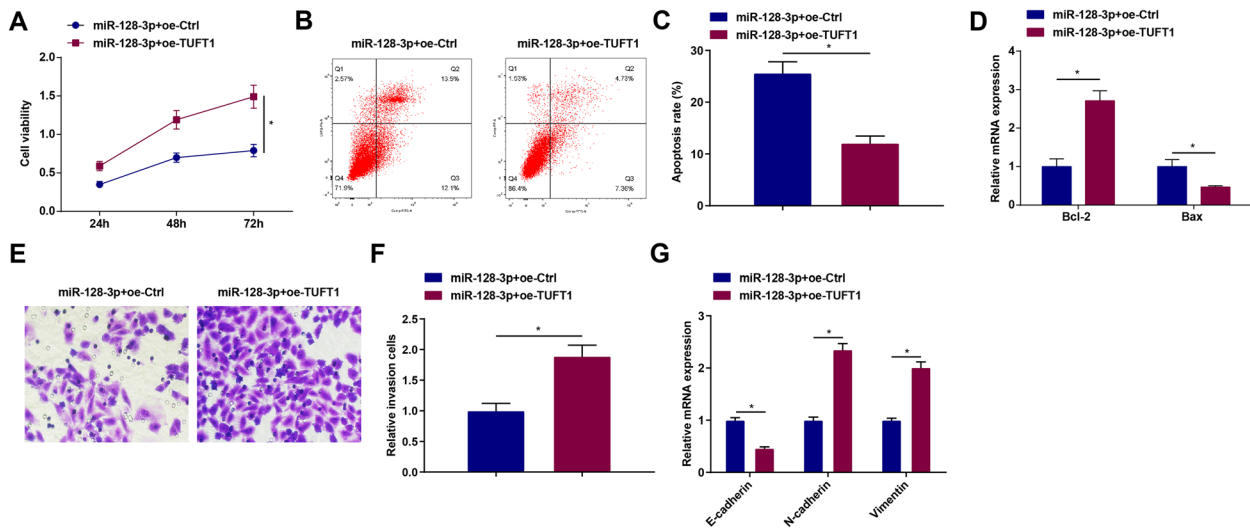 A
miR-128-3p+oe-Ctrl
miR-128-3p+oe-TUFT1
Cell viability
2.0
1.5
1.0
0.5
0.0
24h 48h 72h
*
B
miR-128-3p+oe-Ctrl miR-128-3p+oe-TUFT1
Q1
2.57%
Q2
13.5%
Q4
71.9%
Q3
12.1%
Q1
Q2
4.73%
Q4
86.4%
Q3
7.36%
C
miR-128-3p+oe-Ctrl
miR-128-3p+oe-TUFT1
Apoptosis rate (%)
30
20
10
0
*
D
miR-128-3p+oe-Ctrl
miR-128-3p+oe-TUFT1
Relative mRNA expression
4
3
2
1
0
*
*
Bcl-2 Bax
E
miR-128-3p+oe-Ctrl miR-128-3p+oe-TUFT1
F
miR-128-3p+oe-Ctrl
miR-128-3p+oe-TUFT1
Relative invasion cells
2.5
2.0
1.5
1.0
2.0
0.0
*
G
miR-128-3p+oe-Ctrl
miR-128-3p+oe-TUFT1
Relative mRNA expression
3
2
1
0
*
*
*
E-cadherin N-cadherin Vimentin